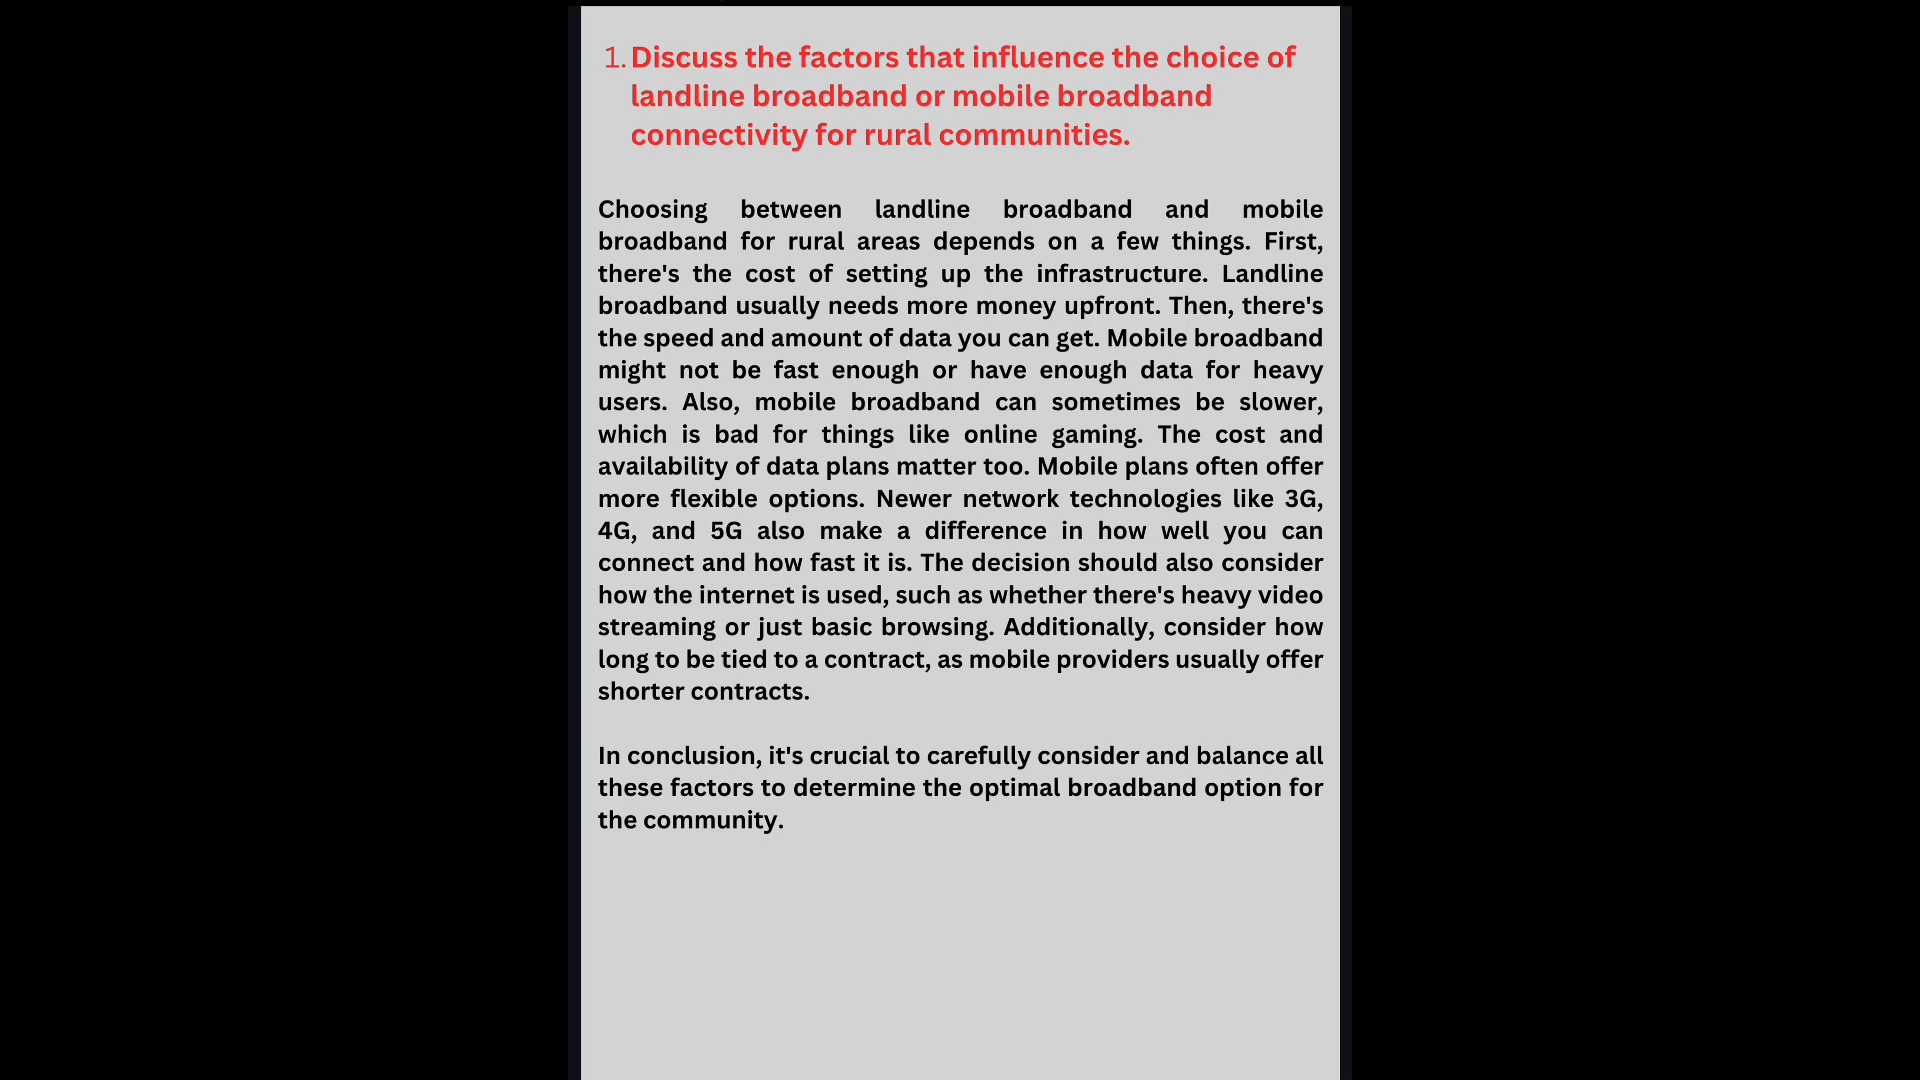 1. Discuss the factors that influence the choice of
landline broadband or mobile broadband
connectivity for rural communities.
Choosing between landline broadband and mobile
broadband for rural areas depends on a few things. First,
there's the cost of setting up the infrastructure. Landline
broadband usually needs more money upfront. Then, there's
the speed and amount of data you can get. Mobile broadband
might not be fast enough or have enough data for heavy
users. Also, mobile broadband can sometimes be slower,
which is bad for things like online gaming. The cost and
availability of data plans matter too. Mobile plans often offer
more flexible options. Newer network technologies like 3G,
4G, and 5G also make a difference in how well you can
connect and how fast it is. The decision should also consider
how the internet is used, such as whether there's heavy video
streaming or just basic browsing. Additionally, consider how
long to be tied to a contract, as mobile providers usually offer
shorter contracts.
In conclusion, it's crucial to carefully consider and balance all
these factors to determine the optimal broadband option for
the community.